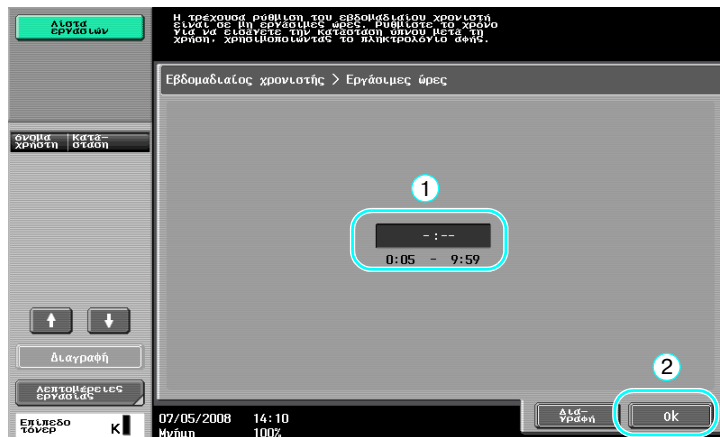 Λίστα
εργασιών
Η τρέχουσα ρύθμιση του εβδομαδιαίου χρονιστή
είναι σε μη εργάσιμες ώρες. Ρυθμίστε το χρόνο
για να εισάγετε την κατάσταση ύπνου μετά τη
χρήση, χρησιμοποιώντας το πληκτρολόγιο αφής.
Εβδομαδιαίος χρονιστής > Εργάσιμες ώρες
όνομα
χρήστη
Κατά-
σταση
1
-:--
0:05 - 9:59
Διαγραφή
2
Λεπτομέρειες
εργασίας
Διά-
γραφή
Ok
Επίπεδο
τόνερ
K
07/05/2008 14:10
Μνήμη 100%